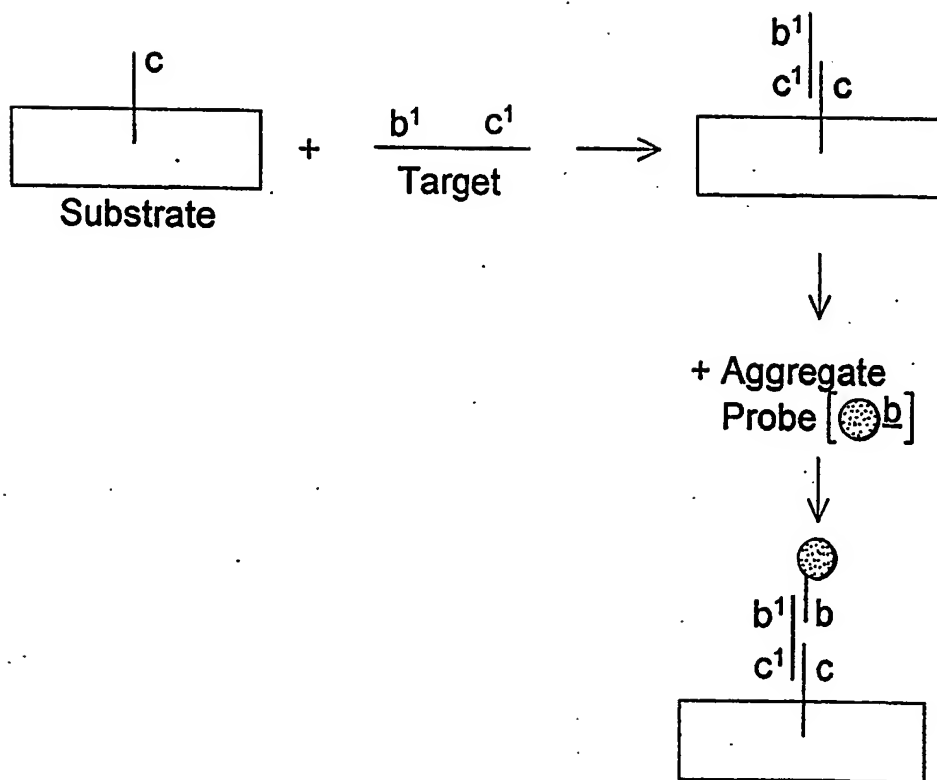 c
Substrate
+
b¹ c¹
Target
b¹
c¹ c
+ Aggregate
Probe [ b ]
b¹ b
c¹ c